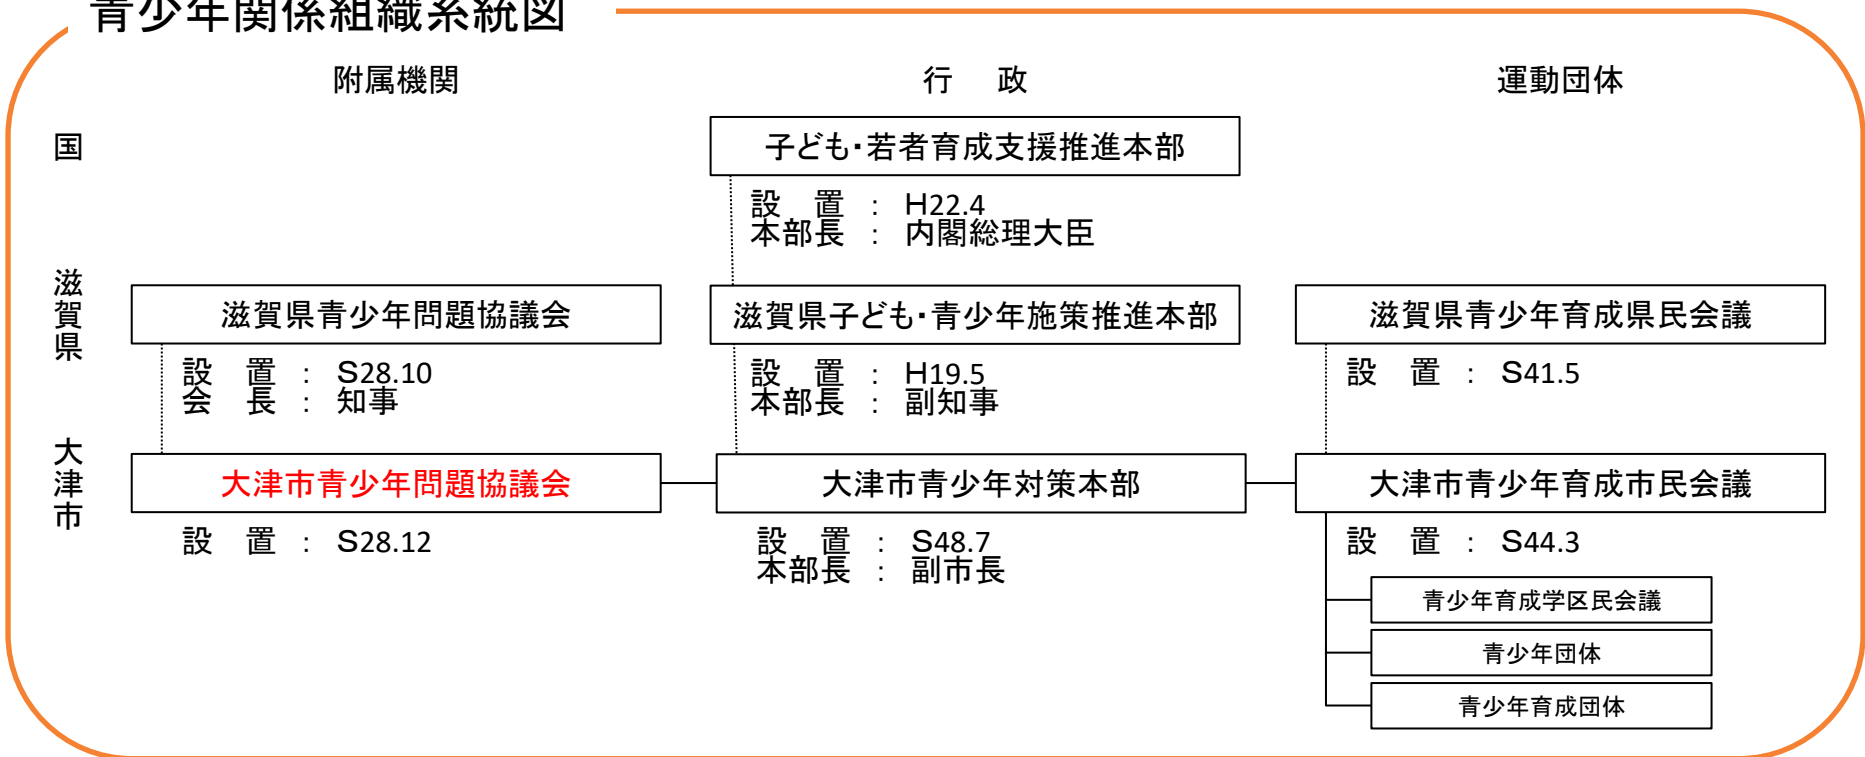 青少年関係組織系統図
附属機関
行　政
運動団体
国
子ども・若者育成支援推進本部
設　置　：　H22.4
本部長　：　内閣総理大臣
滋賀県
滋賀県青少年問題協議会
設　置　：　S28.10
会　長　：　知事
滋賀県子ども・青少年施策推進本部
設　置　：　H19.5
本部長　：　副知事
滋賀県青少年育成県民会議
設　置　：　S41.5
大津市
大津市青少年問題協議会
設　置　：　S28.12
大津市青少年対策本部
設　置　：　S48.7
本部長　：　副市長
大津市青少年育成市民会議
設　置　：　S44.3
青少年育成学区民会議
青少年団体
青少年育成団体